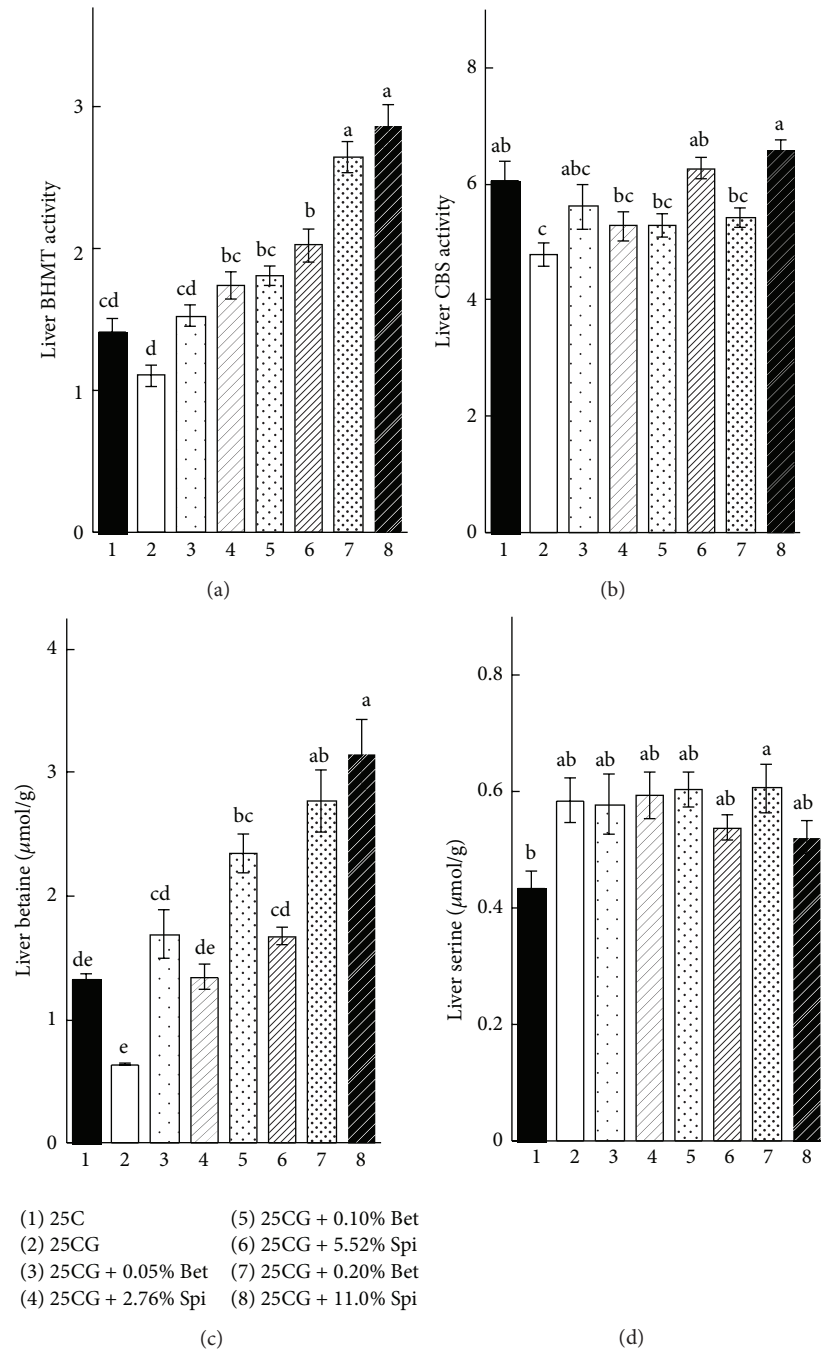 3
2
1
0
Liver BHMT activity
cd
d
cd
bc
bc
b
a
a
1 2 3 4 5 6 7 8
(a)
8
6
4
2
0
Liver CBS activity
ab
c
abc
bc
bc
ab
bc
a
1 2 3 4 5 6 7 8
(b)
4
3
2
1
0
Liver betaine (μmol/g)
de
e
cd
de
bc
cd
ab
a
1 2 3 4 5 6 7 8
0.8
0.6
0.4
0.2
0
Liver serine (μmol/g)
b
ab
ab
ab
ab
ab
a
ab
1 2 3 4 5 6 7 8
(1) 25C
(2) 25CG
(3) 25CG + 0.05% Bet
(4) 25CG + 2.76% Spi
(5) 25CG + 0.10% Bet
(6) 25CG + 5.52% Spi
(7) 25CG + 0.20% Bet
(8) 25CG + 11.0% Spi
(c)
(d)